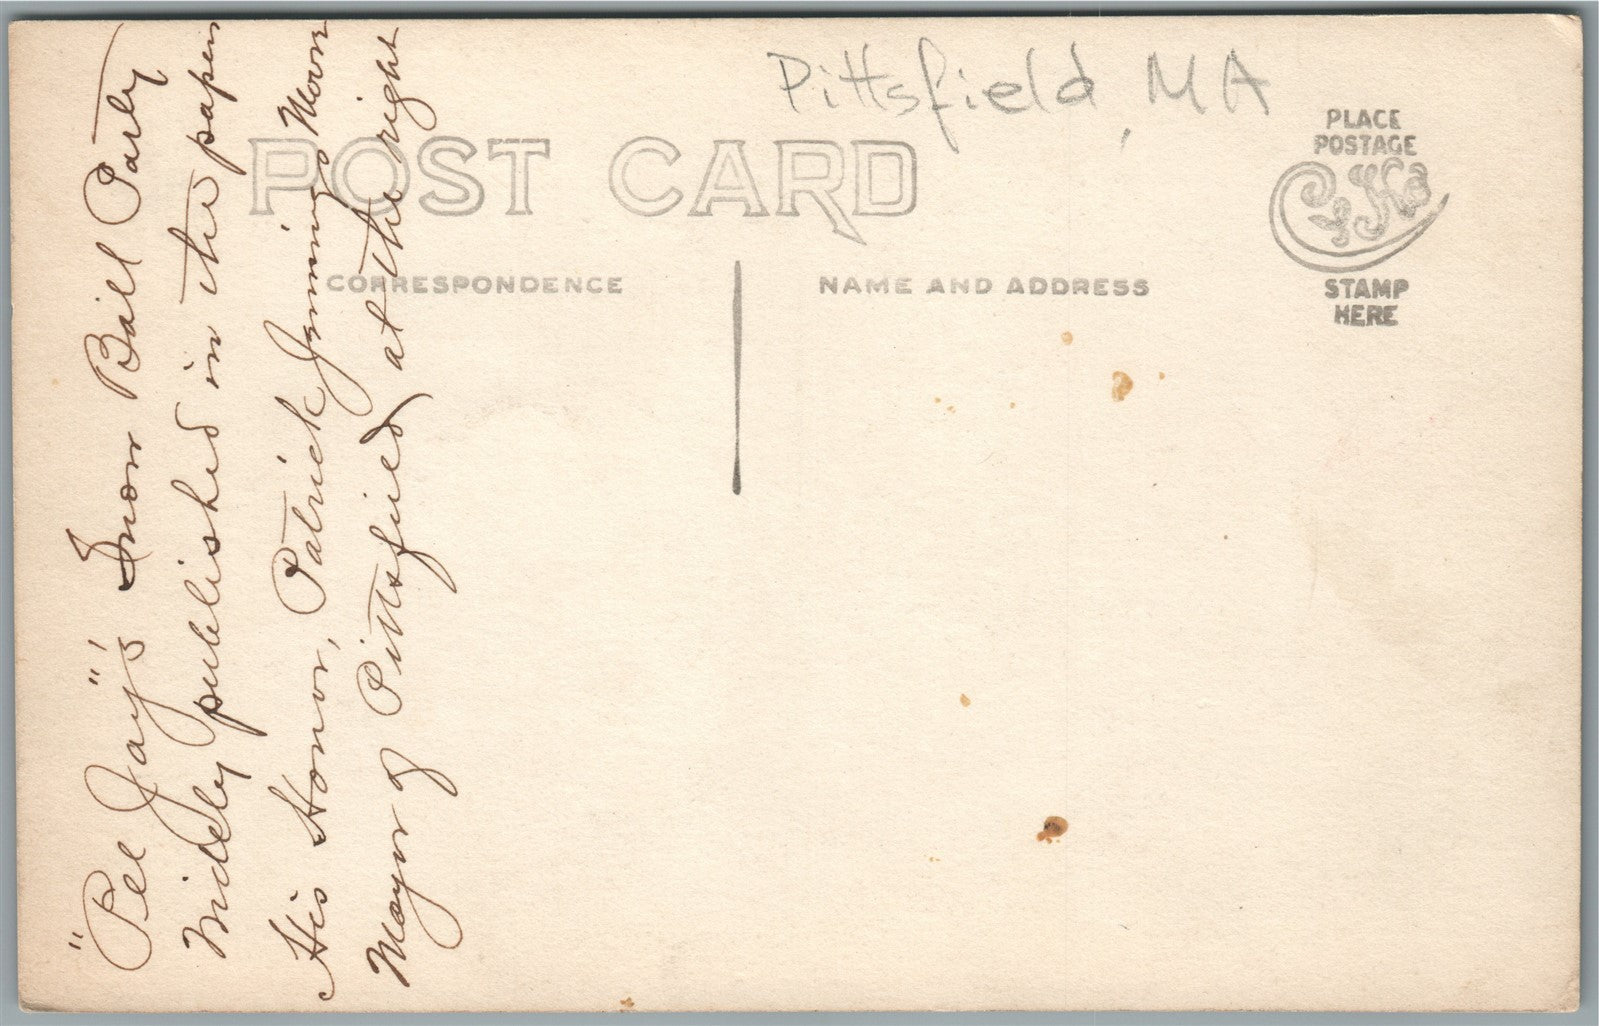 Pittsfield, MA
POST CARD
PLACE
POSTAGE
STAMP
HERE
CORRESPONDENCE
NAME AND ADDRESS
"Pee Jay's" Snow Ball Party
Widely published in the papers
His Honor, Patrick Jennings Moore
Mayor of Pittsfield at the right